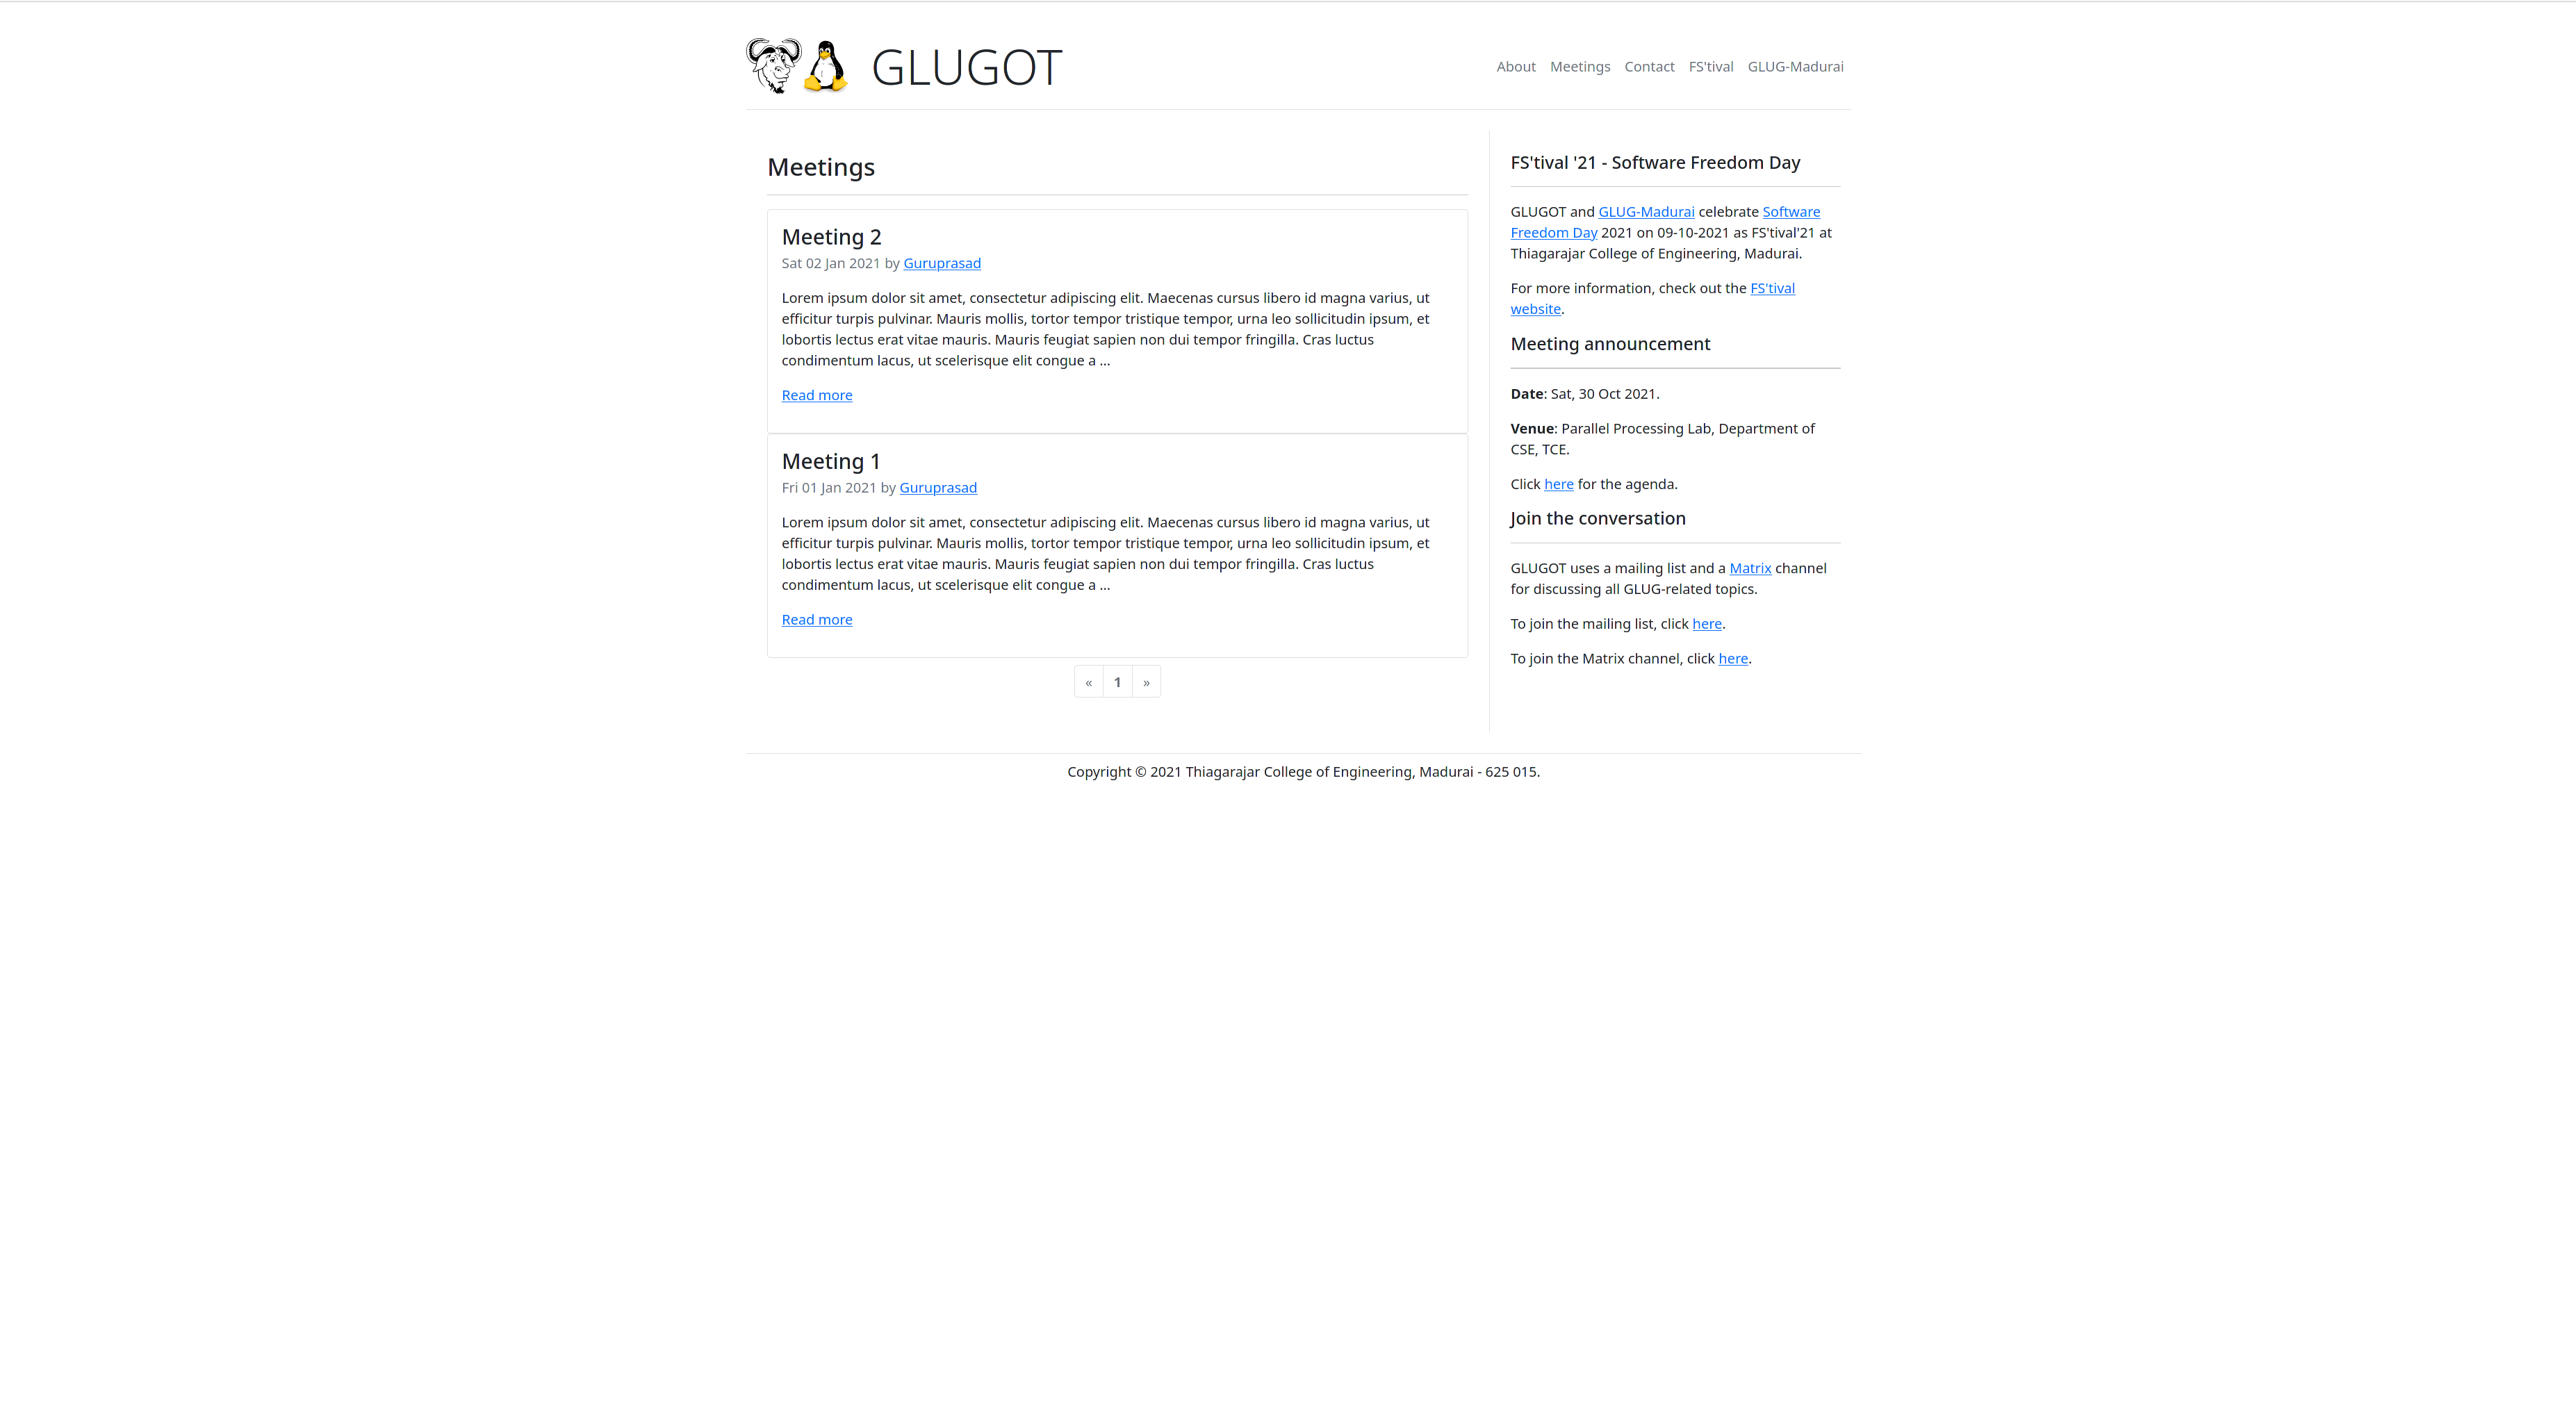 GLUGOT
About Meetings Contact FS'tival GLUG-Madurai
Meetings
Meeting 2
Sat 02 Jan 2021 by Guruprasad
Lorem ipsum dolor sit amet, consectetur adipiscing elit. Maecenas cursus libero id magna varius, ut
efficitur turpis pulvinar. Mauris mollis, tortor tempor tristique tempor, urna leo sollicitudin ipsum, et
lobortis lectus erat vitae mauris. Mauris feugiat sapien non dui tempor fringilla. Cras luctus
condimentum lacus, ut scelerisque elit congue a ...
Read more
Meeting 1
Fri 01 Jan 2021 by Guruprasad
Lorem ipsum dolor sit amet, consectetur adipiscing elit. Maecenas cursus libero id magna varius, ut
efficitur turpis pulvinar. Mauris mollis, tortor tempor tristique tempor, urna leo sollicitudin ipsum, et
lobortis lectus erat vitae mauris. Mauris feugiat sapien non dui tempor fringilla. Cras luctus
condimentum lacus, ut scelerisque elit congue a ...
Read more
« 1 »
FS'tival '21 - Software Freedom Day
GLUGOT and GLUG-Madurai celebrate Software
Freedom Day 2021 on 09-10-2021 as FS'tival'21 at
Thiagarajar College of Engineering, Madurai.
For more information, check out the FS'tival
website.
Meeting announcement
Date: Sat, 30 Oct 2021.
Venue: Parallel Processing Lab, Department of
CSE, TCE.
Click here for the agenda.
Join the conversation
GLUGOT uses a mailing list and a Matrix channel
for discussing all GLUG-related topics.
To join the mailing list, click here.
To join the Matrix channel, click here.
Copyright © 2021 Thiagarajar College of Engineering, Madurai - 625 015.